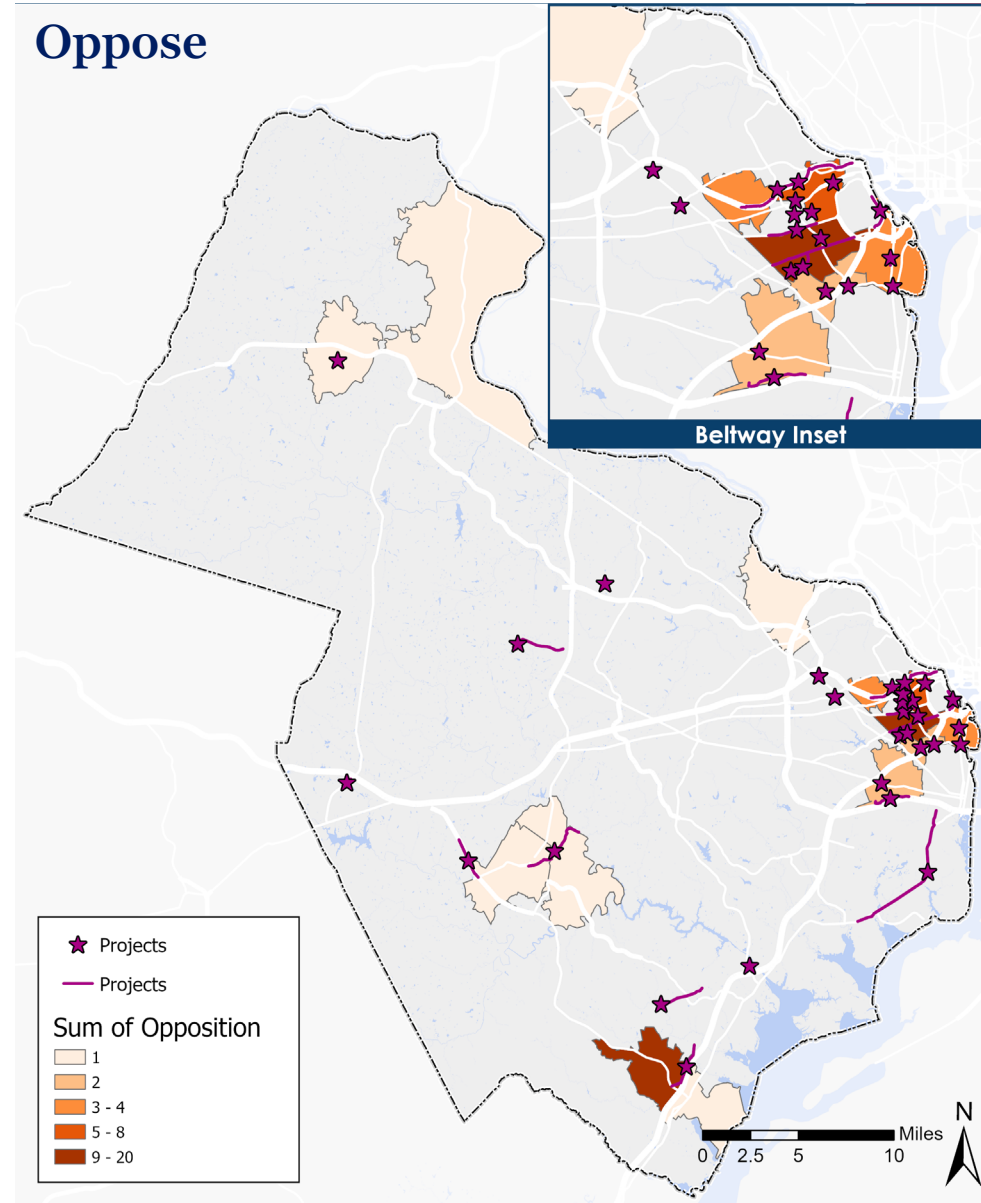 Oppose
Beltway Inset
Projects
Projects
Sum of Opposition
1
2
3 - 4
5 - 8
9 - 20
N
Miles
0 2.5 5 10